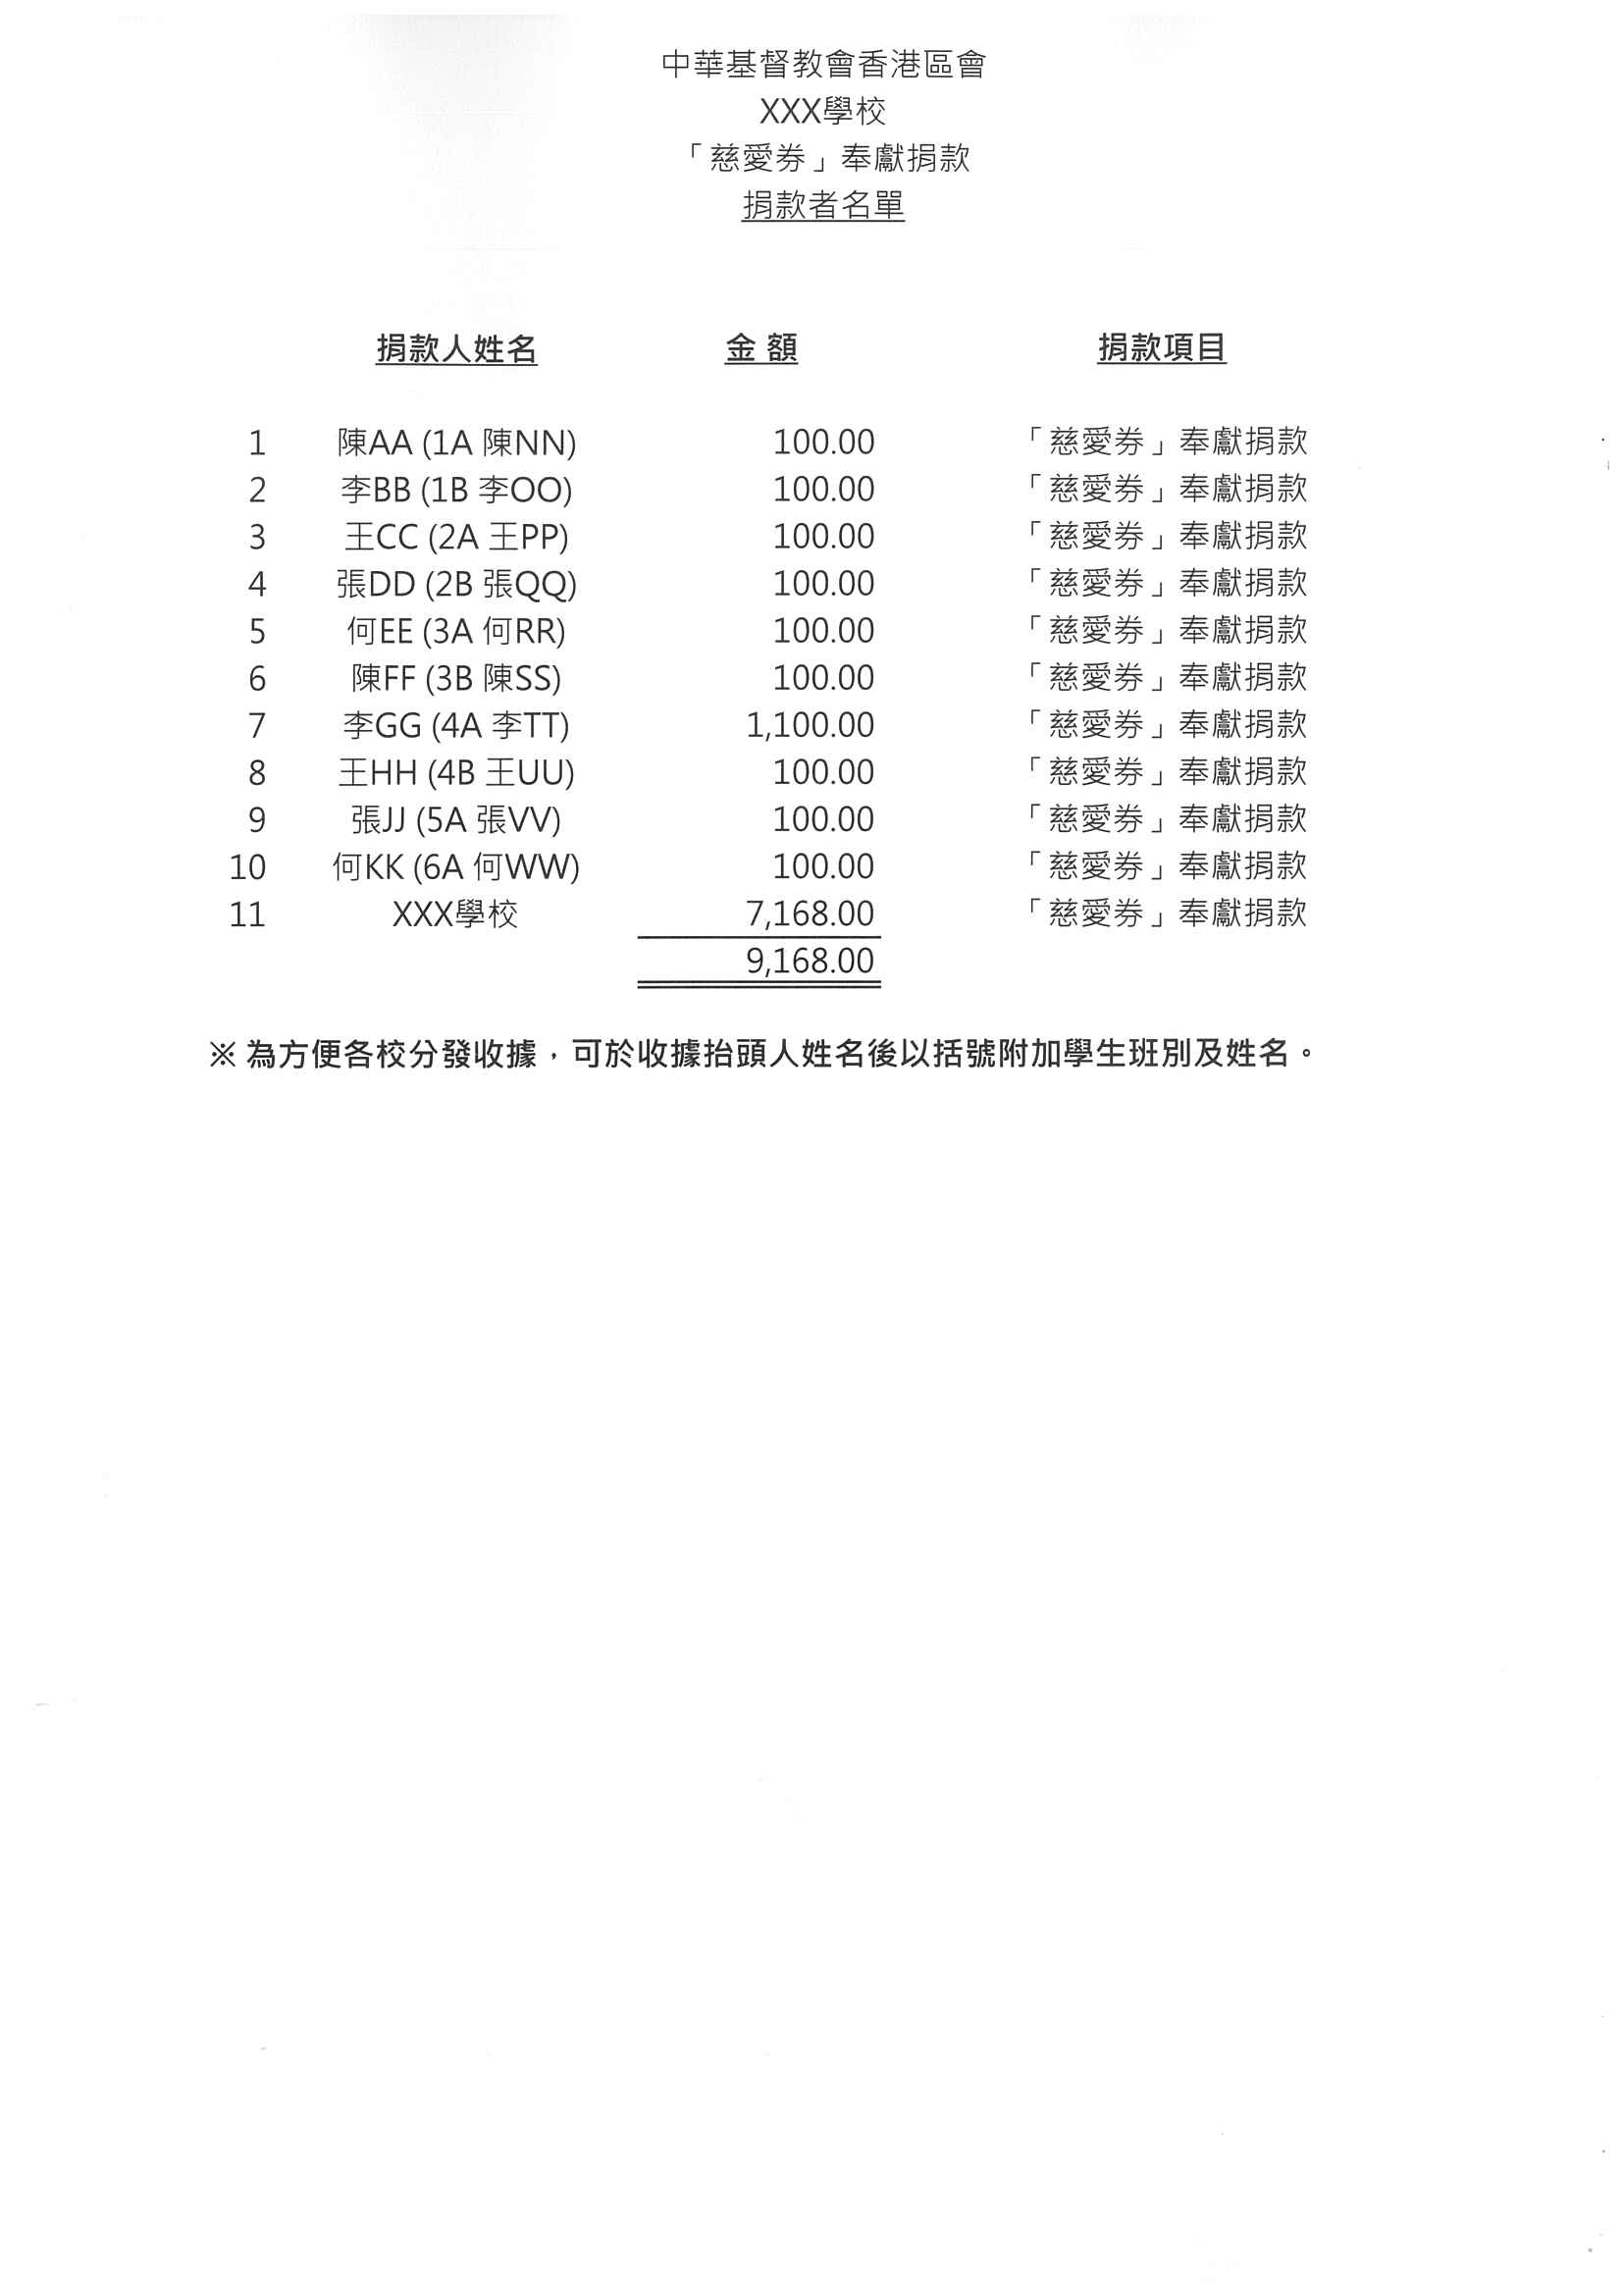 中華基督教會香港區會
XXX學校
「慈愛券」奉獻捐款
捐款者名單
捐款人姓名 金 額 捐款項目
1 陳AA (1A 陳NN) 100.00 「慈愛券」奉獻捐款
2 李BB (1B 李OO) 100.00 「慈愛券」奉獻捐款
3 王CC (2A 王PP) 100.00 「慈愛券」奉獻捐款
4 張DD (2B 張QQ) 100.00 「慈愛券」奉獻捐款
5 何EE (3A 何RR) 100.00 「慈愛券」奉獻捐款
6 陳FF (3B 陳SS) 100.00 「慈愛券」奉獻捐款
7 李GG (4A 李TT) 1,100.00 「慈愛券」奉獻捐款
8 王HH (4B 王UU) 100.00 「慈愛券」奉獻捐款
9 張JJ (5A 張VV) 100.00 「慈愛券」奉獻捐款
10 何KK (6A 何WW) 100.00 「慈愛券」奉獻捐款
11 XXX學校 7,168.00 「慈愛券」奉獻捐款
9,168.00
※ 為方便各校分發收據，可於收據抬頭人姓名後以括號附加學生班別及姓名。